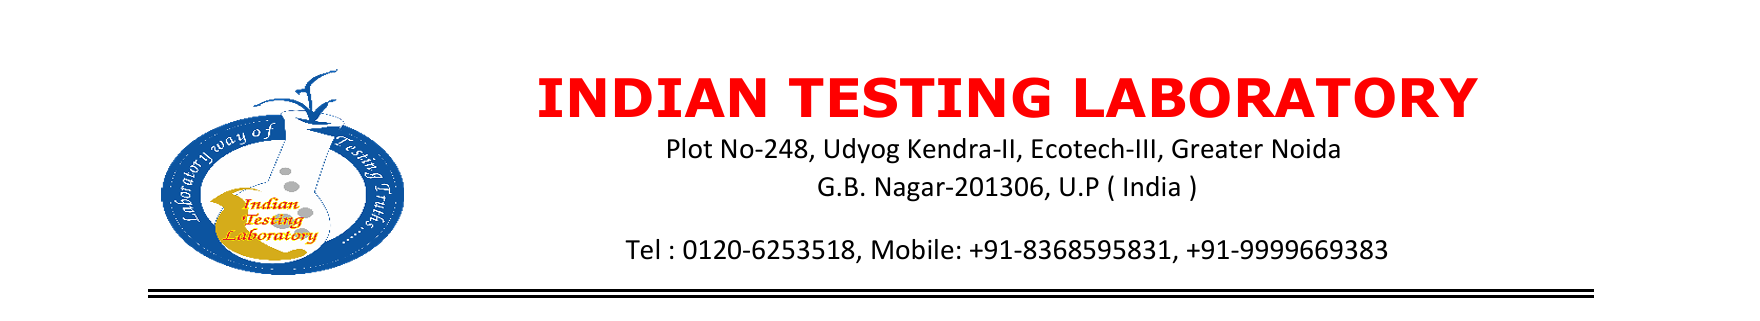 INDIAN TESTING LABORATORY
Plot No-248, Udyog Kendra-II, Ecotech-III, Greater Noida
G.B. Nagar-201306, U.P ( India )
Tel : 0120-6253518, Mobile: +91-8368595831, +91-9999669383
Laboratory way of Testing Truths......
Indian
Testing
Laboratory